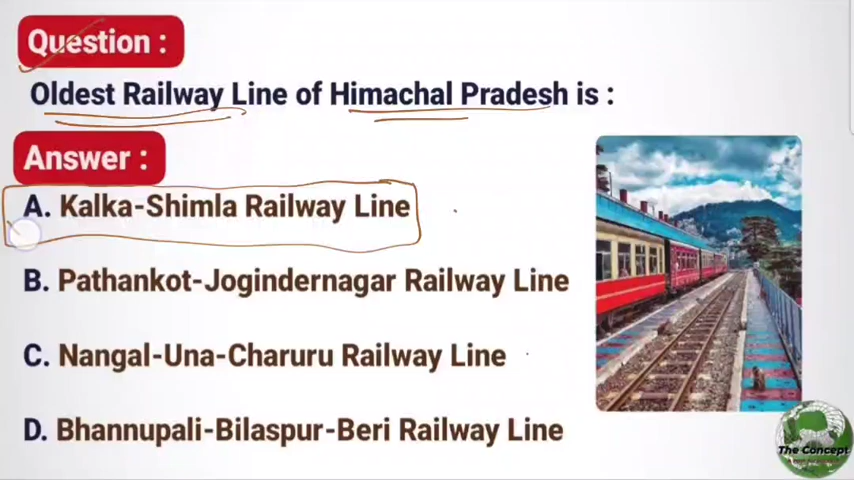 Question :
Oldest Railway Line of Himachal Pradesh is :
Answer :
A. Kalka-Shimla Railway Line
B. Pathankot-Jogindernagar Railway Line
C. Nangal-Una-Charuru Railway Line
D. Bhannupali-Bilaspur-Beri Railway Line
The Concept